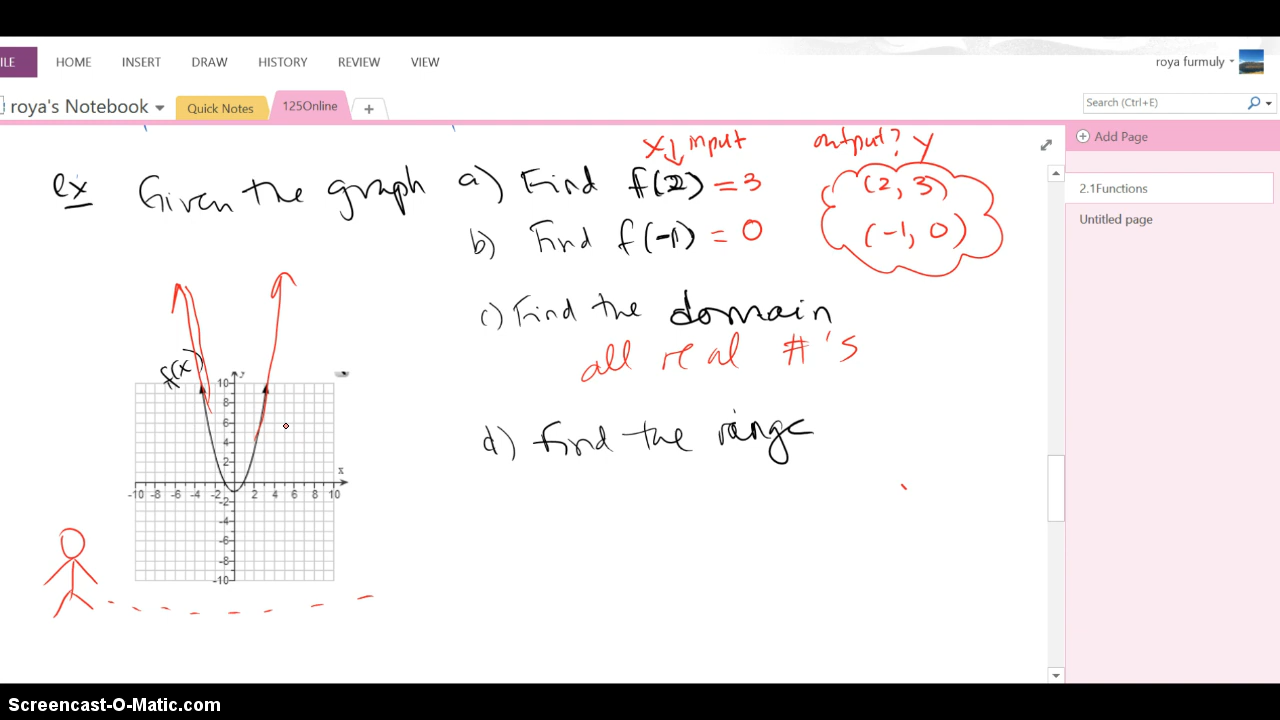 FILE HOME INSERT DRAW HISTORY REVIEW VIEW roya furmuly
roya's Notebook Quick Notes 125Online + Search (Ctrl+E)
Add Page
2.1Functions
Untitled page
x↓ input output? y
ex Given the graph a) Find f(2) = 3 (2, 3)
b) Find f(-1) = 0 (-1, 0)
c) Find the domain
all real #'s
d) Find the range
f(x)
y
10
8
6
4
2
x
-10 -8 -6 -4 -2 2 4 6 8 10
-2
-4
-6
-8
-10
Screencast-O-Matic.com